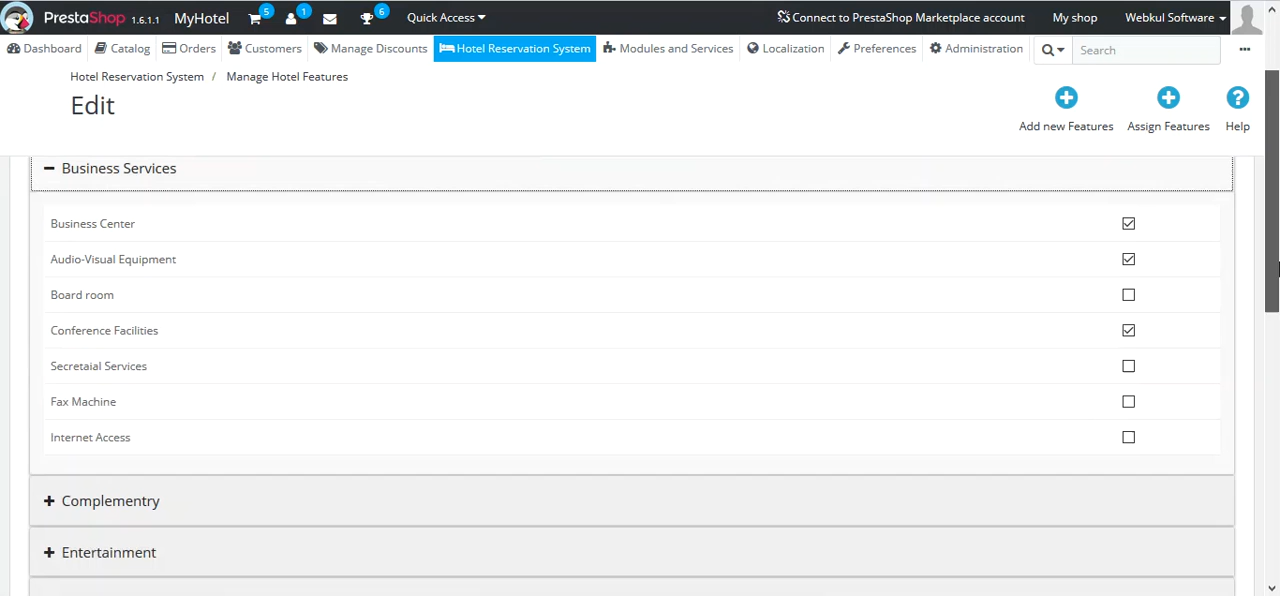 PrestaShop 1.6.1.1 MyHotel 5 1 6 Quick Access Connect to PrestaShop Marketplace account My shop Webkul Software
Dashboard Catalog Orders Customers Manage Discounts Hotel Reservation System Modules and Services Localization Preferences Administration Search
Hotel Reservation System / Manage Hotel Features
Edit
Add new Features Assign Features Help
Business Services
Business Center
Audio-Visual Equipment
Board room
Conference Facilities
Secretaial Services
Fax Machine
Internet Access
Complementry
Entertainment